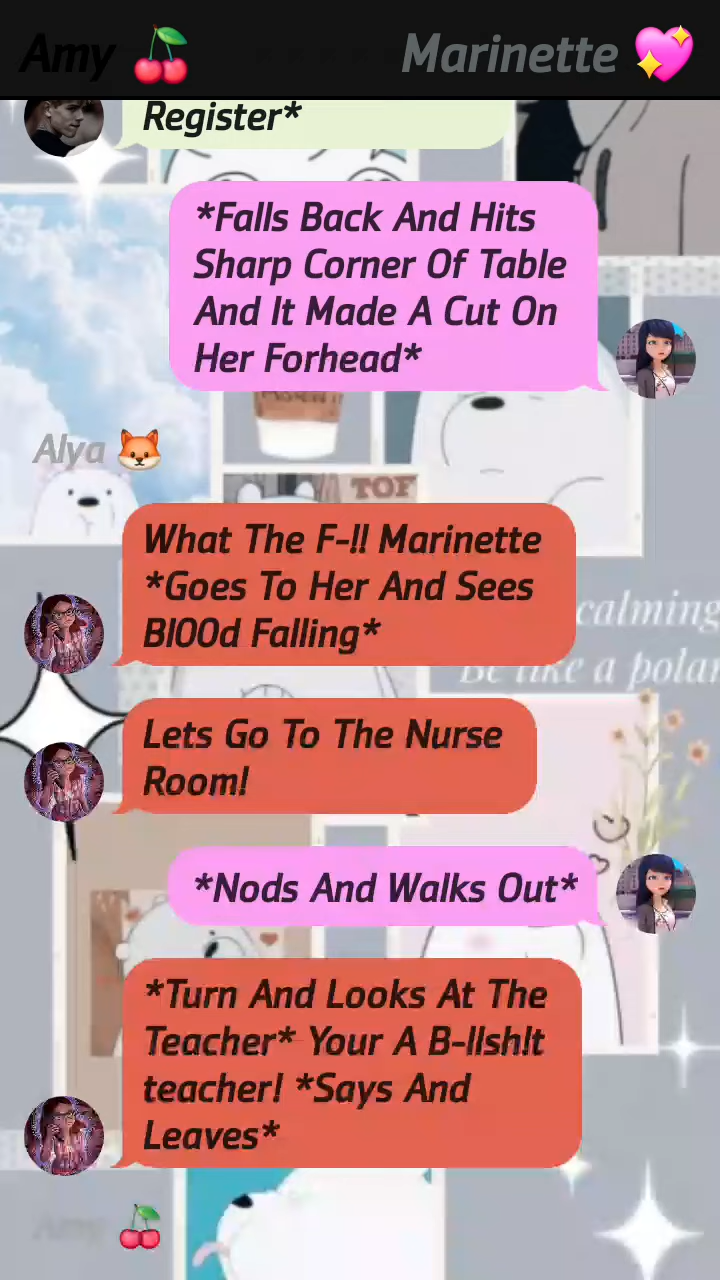 Amy 🍒 Marinette 💖
Register*
*Falls Back And Hits
Sharp Corner Of Table
And It Made A Cut On
Her Forhead*
Alya 🦊
TOF
What The F-!! Marinette
*Goes To Her And Sees
Bl00d Falling*
calming
Be like a polar
Lets Go To The Nurse
Room!
*Nods And Walks Out*
*Turn And Looks At The
Teacher* Your A B-llsh!t
teacher! *Says And
Leaves*
Amy 🍒